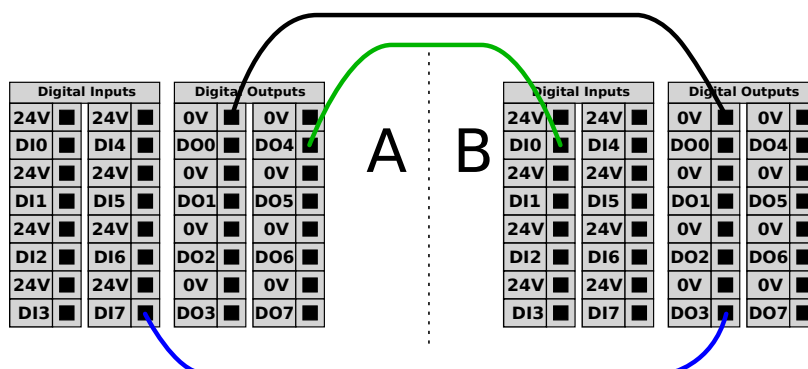 Digital Inputs Digital Outputs Digital Inputs Digital Outputs
24V 24V 0V 0V 24V 24V 0V 0V
DI0 DI4 DO0 DO4 A B DI0 DI4 DO0 DO4
24V 24V 0V 0V 24V 24V 0V 0V
DI1 DI5 DO1 DO5 DI1 DI5 DO1 DO5
24V 24V 0V 0V 24V 24V 0V 0V
DI2 DI6 DO2 DO6 DI2 DI6 DO2 DO6
24V 24V 0V 0V 24V 24V 0V 0V
DI3 DI7 DO3 DO7 DI3 DI7 DO3 DO7